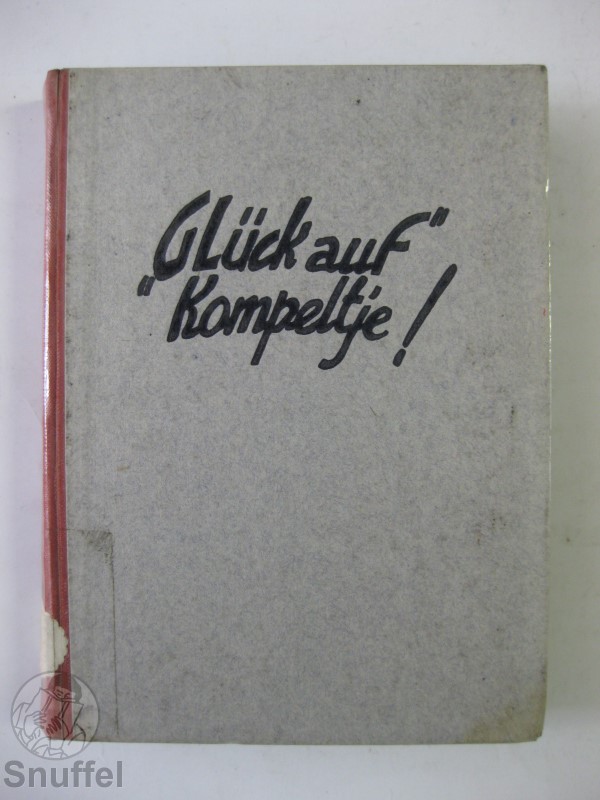 "Glück auf"
"Kompeltje!
Snuffel